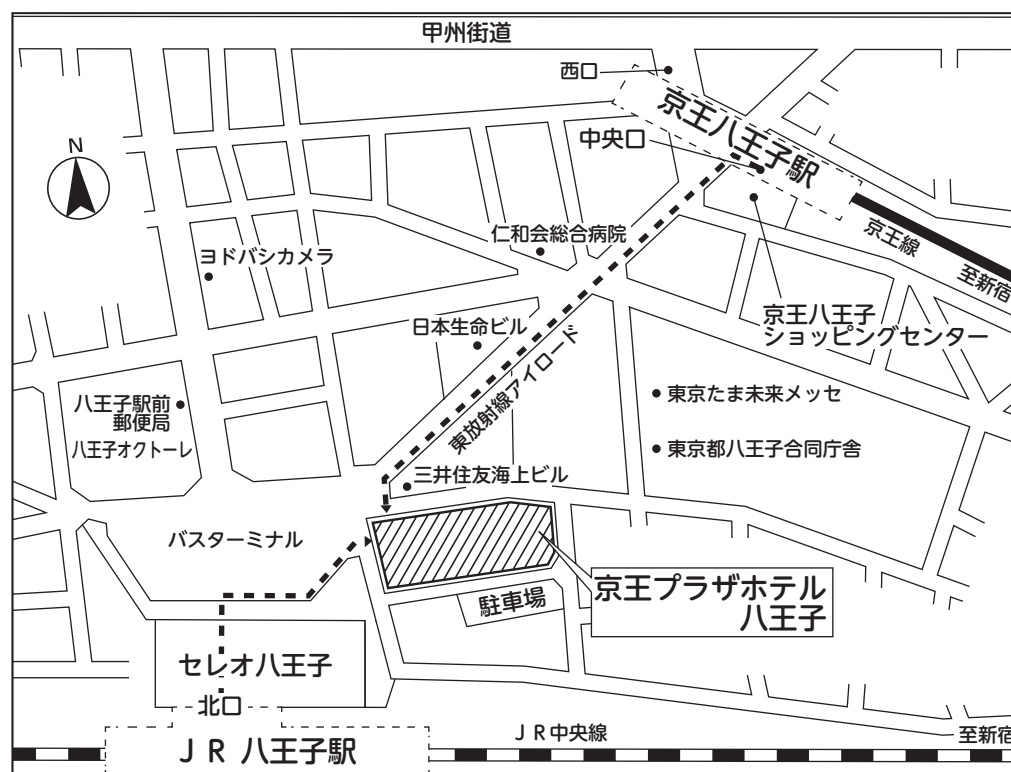 甲州街道
西口
京王八王子駅
中央口
N
仁和会総合病院
ヨドバシカメラ
京王線
至新宿
京王八王子
ショッピングセンター
日本生命ビル
東放射線アイロード
八王子駅前
郵便局
八王子オクトーレ
東京たま未来メッセ
東京都八王子合同庁舎
三井住友海上ビル
バスターミナル
京王プラザホテル
八王子
駐車場
セレオ八王子
北口
JR 八王子駅
JR中央線
至新宿